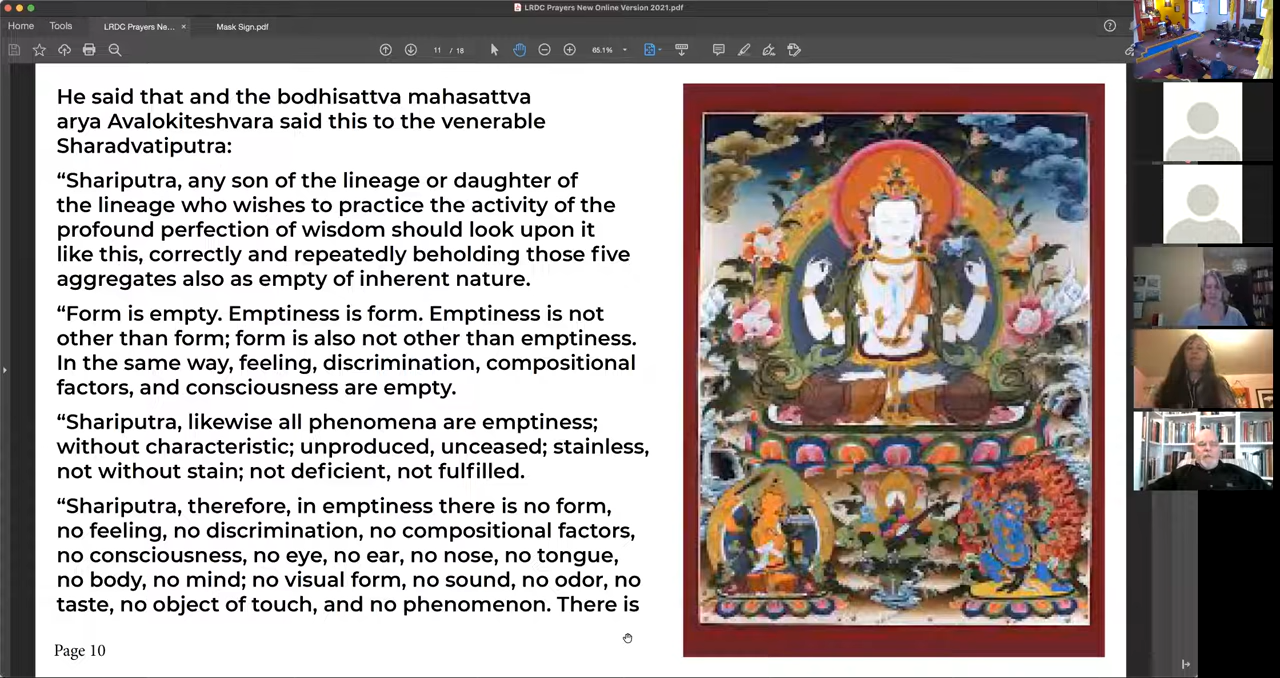 LRDC Prayers New Online Version 2021.pdf
Home Tools LRDC Prayers Ne... × Mask Sign.pdf
11 / 18 65.1%
He said that and the bodhisattva mahasattva
arya Avalokiteshvara said this to the venerable
Sharadvatiputra:
“Shariputra, any son of the lineage or daughter of
the lineage who wishes to practice the activity of the
profound perfection of wisdom should look upon it
like this, correctly and repeatedly beholding those five
aggregates also as empty of inherent nature.
“Form is empty. Emptiness is form. Emptiness is not
other than form; form is also not other than emptiness.
In the same way, feeling, discrimination, compositional
factors, and consciousness are empty.
“Shariputra, likewise all phenomena are emptiness;
without characteristic; unproduced, unceased; stainless,
not without stain; not deficient, not fulfilled.
“Shariputra, therefore, in emptiness there is no form,
no feeling, no discrimination, no compositional factors,
no consciousness, no eye, no ear, no nose, no tongue,
no body, no mind; no visual form, no sound, no odor, no
taste, no object of touch, and no phenomenon. There is
Page 10